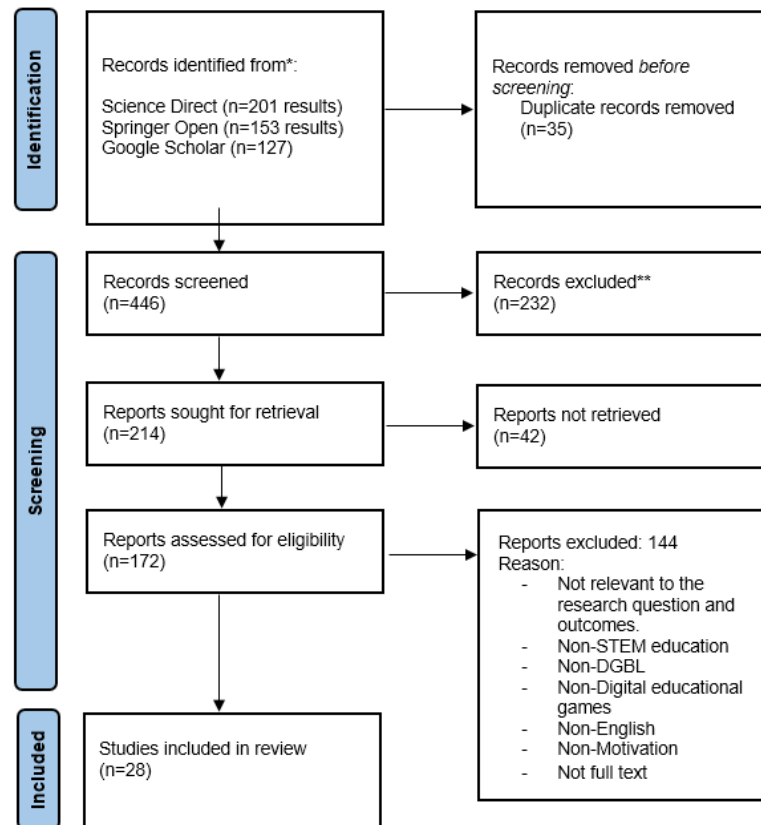 Identification
Records identified from*:
Science Direct (n=201 results)
Springer Open (n=153 results)
Google Scholar (n=127)
Records removed before
screening:
Duplicate records removed
(n=35)
Screening
Records screened
(n=446)
Records excluded**
(n=232)
Reports sought for retrieval
(n=214)
Reports not retrieved
(n=42)
Reports assessed for eligibility
(n=172)
Reports excluded: 144
Reason:
- Not relevant to the
research question and
outcomes.
- Non-STEM education
- Non-DGBL
- Non-Digital educational
games
- Non-English
- Non-Motivation
- Not full text
Included
Studies included in review
(n=28)